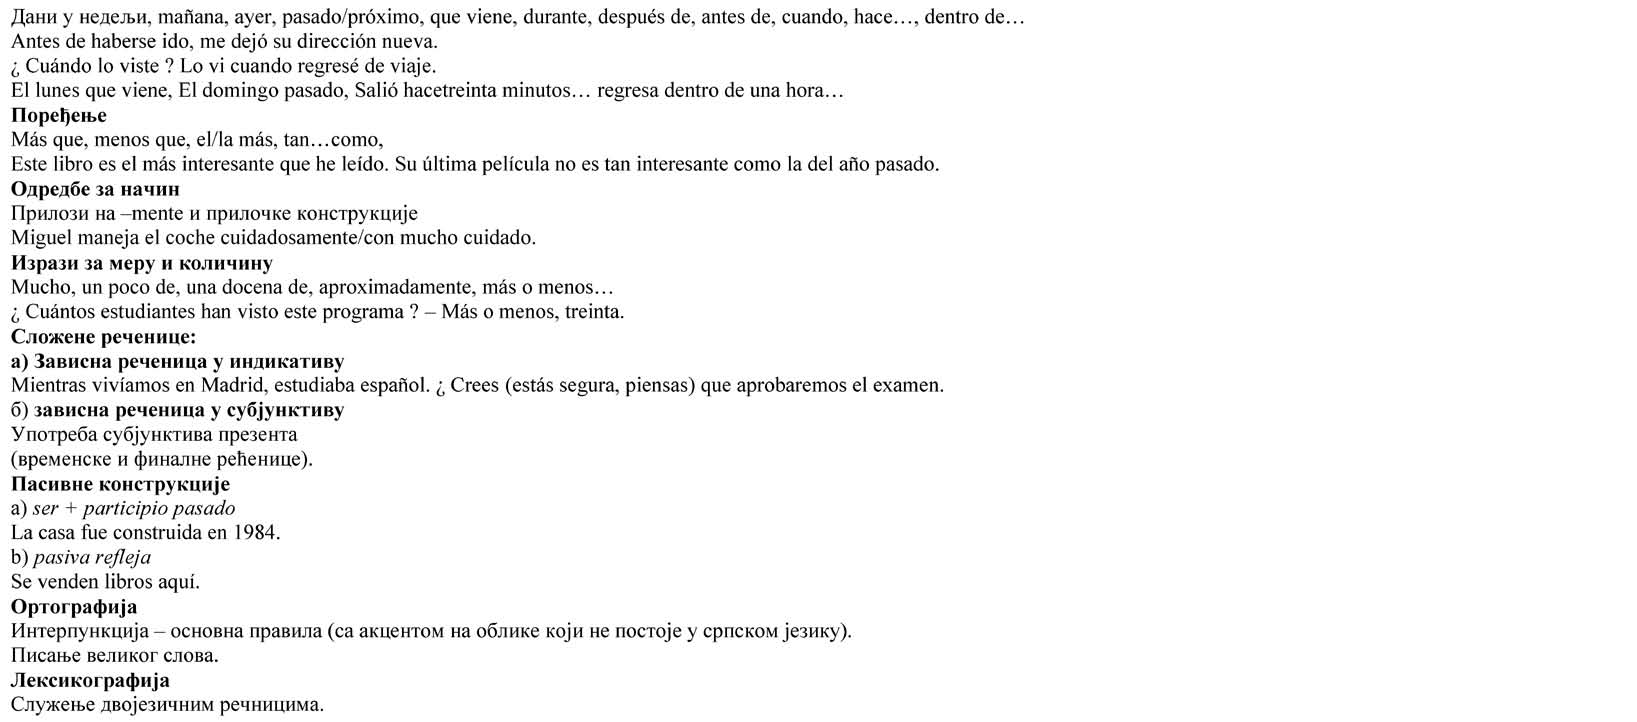 Дани у недељи, mañana, ayer, pasado/próximo, que viene, durante, después de, antes de, cuando, hace…, dentro de…
Antes de haberse ido, me dejó su dirección nueva.
¿ Cuándo lo viste ? Lo vi cuando regresé de viaje.
El lunes que viene, El domingo pasado, Salió hacetreinta minutos… regresa dentro de una hora…
Поређење
Más que, menos que, el/la más, tan…como,
Este libro es el más interesante que he leído. Su última película no es tan interesante como la del año pasado.
Одредбе за начин
Прилози на –mente и прилочке конструкције
Miguel maneja el coche cuidadosamente/con mucho cuidado.
Изрази за меру и количину
Mucho, un poco de, una docena de, aproximadamente, más o menos…
¿ Cuántos estudiantes han visto este programa ? – Más o menos, treinta.
Сложене реченице:
а) Зависна реченица у индикативу
Mientras vivíamos en Madrid, estudiaba español. ¿ Crees (estás segura, piensas) que aprobaremos el examen.
б) зависна реченица у субјунктиву
Употреба субјунктива презента
(временске и финалне рећенице).
Пасивне конструкције
a) ser + participio pasado
La casa fue construida en 1984.
b) pasiva refleja
Se venden libros aquí.
Ортографија
Интерпункција – основна правила (са акцентом на облике који не постоје у српском језику).
Писање великог слова.
Лексикографија
Служење двојезичним речницима.